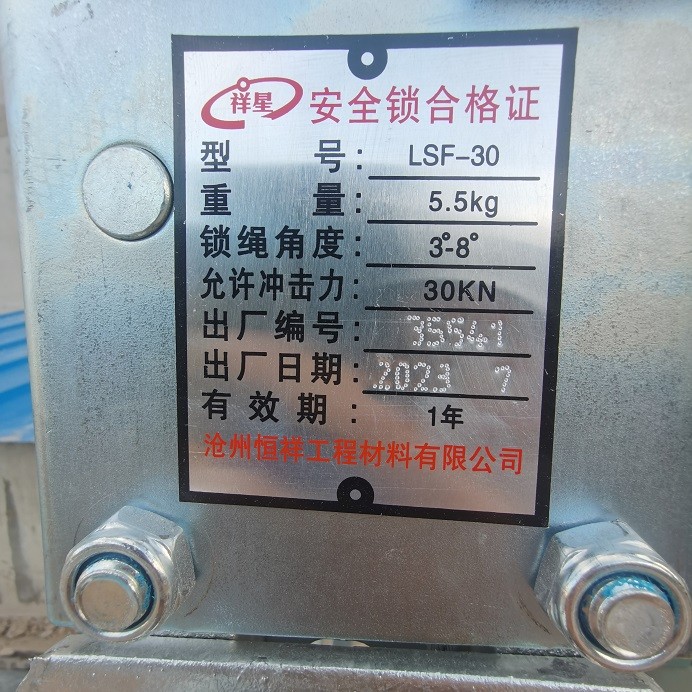 祥星 安全锁合格证
型号: LSF-30
重量: 5.5kg
锁绳角度: 3°-8°
允许冲击力: 30KN
出厂编号: 35541
出厂日期: 2023 7
有效期: 1年
沧州恒祥工程材料有限公司